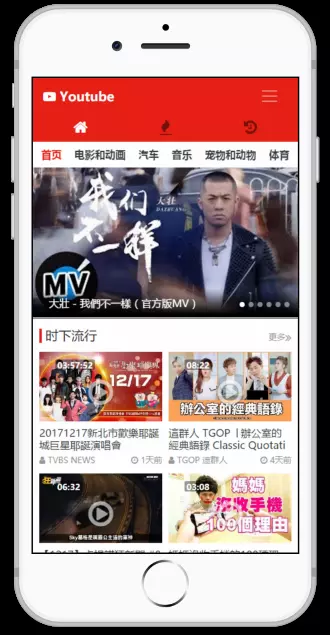 Youtube
首页 电影和动画 汽车 音乐 宠物和动物 体育
我们不一样
大壮
MV
大壯 - 我們不一樣（官方版MV）
时下流行
更多»
03:57:52
12/17
20171217新北市歡樂耶誕
城巨星耶誕演唱會
TVBS NEWS 1天前
08:22
辦公室的經典語錄
這群人 TGOP | 辦公室的
經典語錄 Classic Quotati
TGOP 這群人 4天前
06:32
03:08
媽媽
沒收手機
100個理由